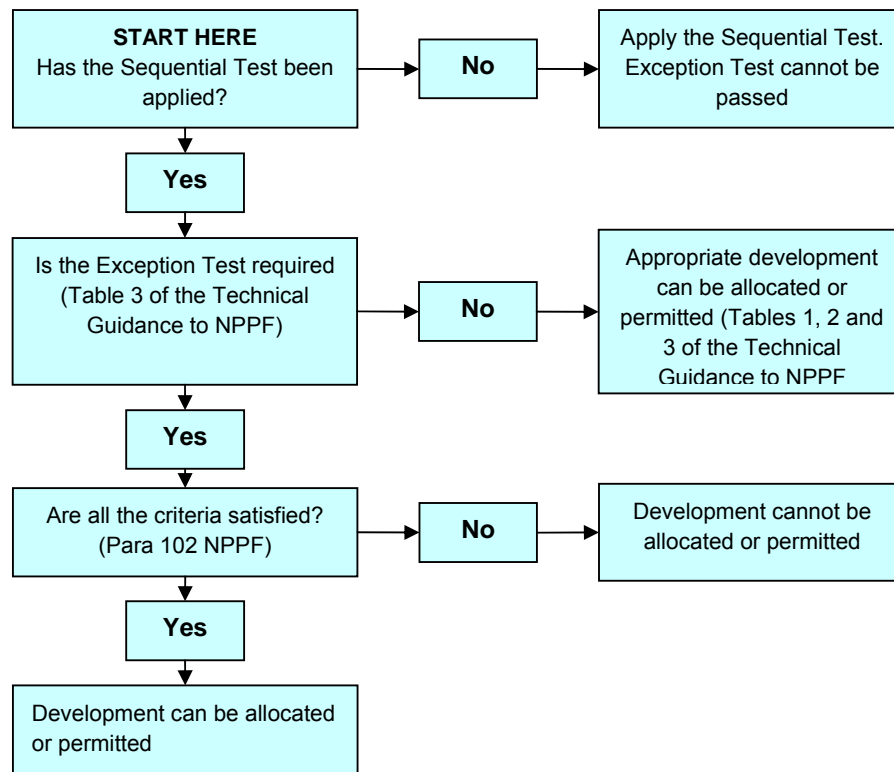 START HERE
Has the Sequential Test been
applied?
No
Apply the Sequential Test.
Exception Test cannot be
passed
Yes
Is the Exception Test required
(Table 3 of the Technical
Guidance to NPPF)
No
Appropriate development
can be allocated or
permitted (Tables 1, 2 and
3 of the Technical
Guidance to NPPF
Yes
Are all the criteria satisfied?
(Para 102 NPPF)
No
Development cannot be
allocated or permitted
Yes
Development can be allocated
or permitted